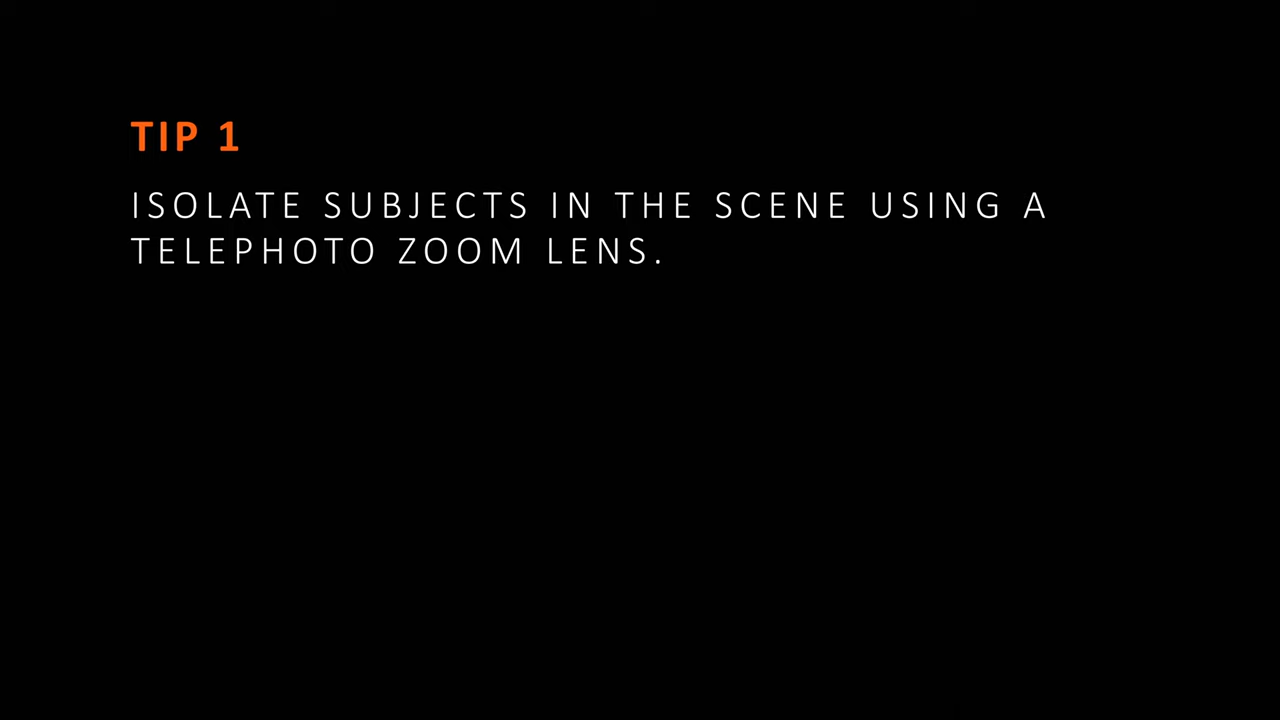 TIP 1
ISOLATE SUBJECTS IN THE SCENE USING A
TELEPHOTO ZOOM LENS.